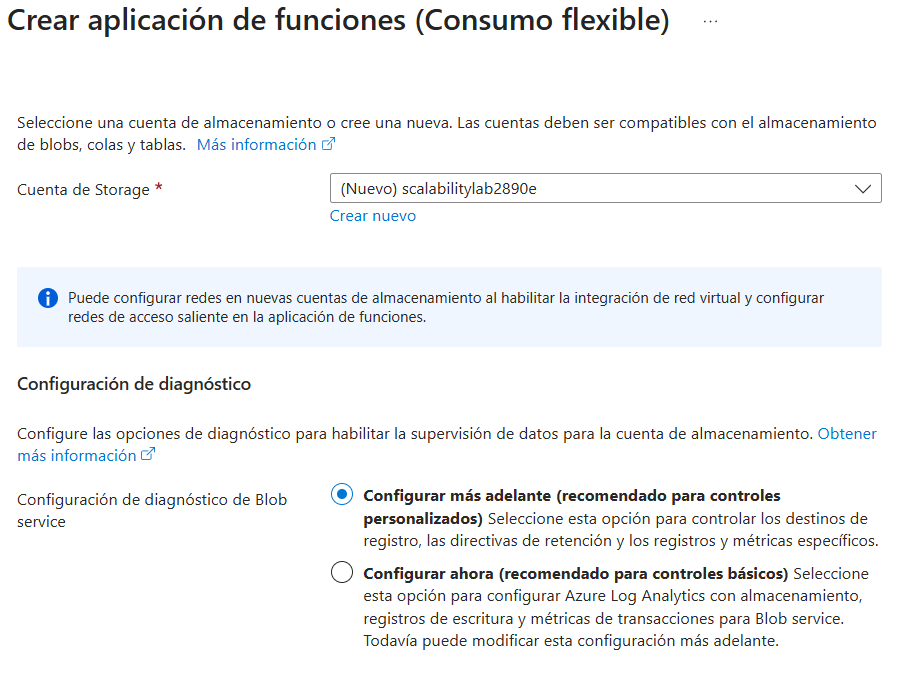 Crear aplicación de funciones (Consumo flexible) ...
Seleccione una cuenta de almacenamiento o cree una nueva. Las cuentas deben ser compatibles con el almacenamiento
de blobs, colas y tablas. Más información
Cuenta de Storage *
(Nuevo) scalabilitylab2890e
Crear nuevo
Puede configurar redes en nuevas cuentas de almacenamiento al habilitar la integración de red virtual y configurar
redes de acceso saliente en la aplicación de funciones.
Configuración de diagnóstico
Configure las opciones de diagnóstico para habilitar la supervisión de datos para la cuenta de almacenamiento. Obtener
más información
Configuración de diagnóstico de Blob
service
Configurar más adelante (recomendado para controles
personalizados) Seleccione esta opción para controlar los destinos de
registro, las directivas de retención y los registros y métricas específicos.
Configurar ahora (recomendado para controles básicos) Seleccione
esta opción para configurar Azure Log Analytics con almacenamiento,
registros de escritura y métricas de transacciones para Blob service.
Todavía puede modificar esta configuración más adelante.